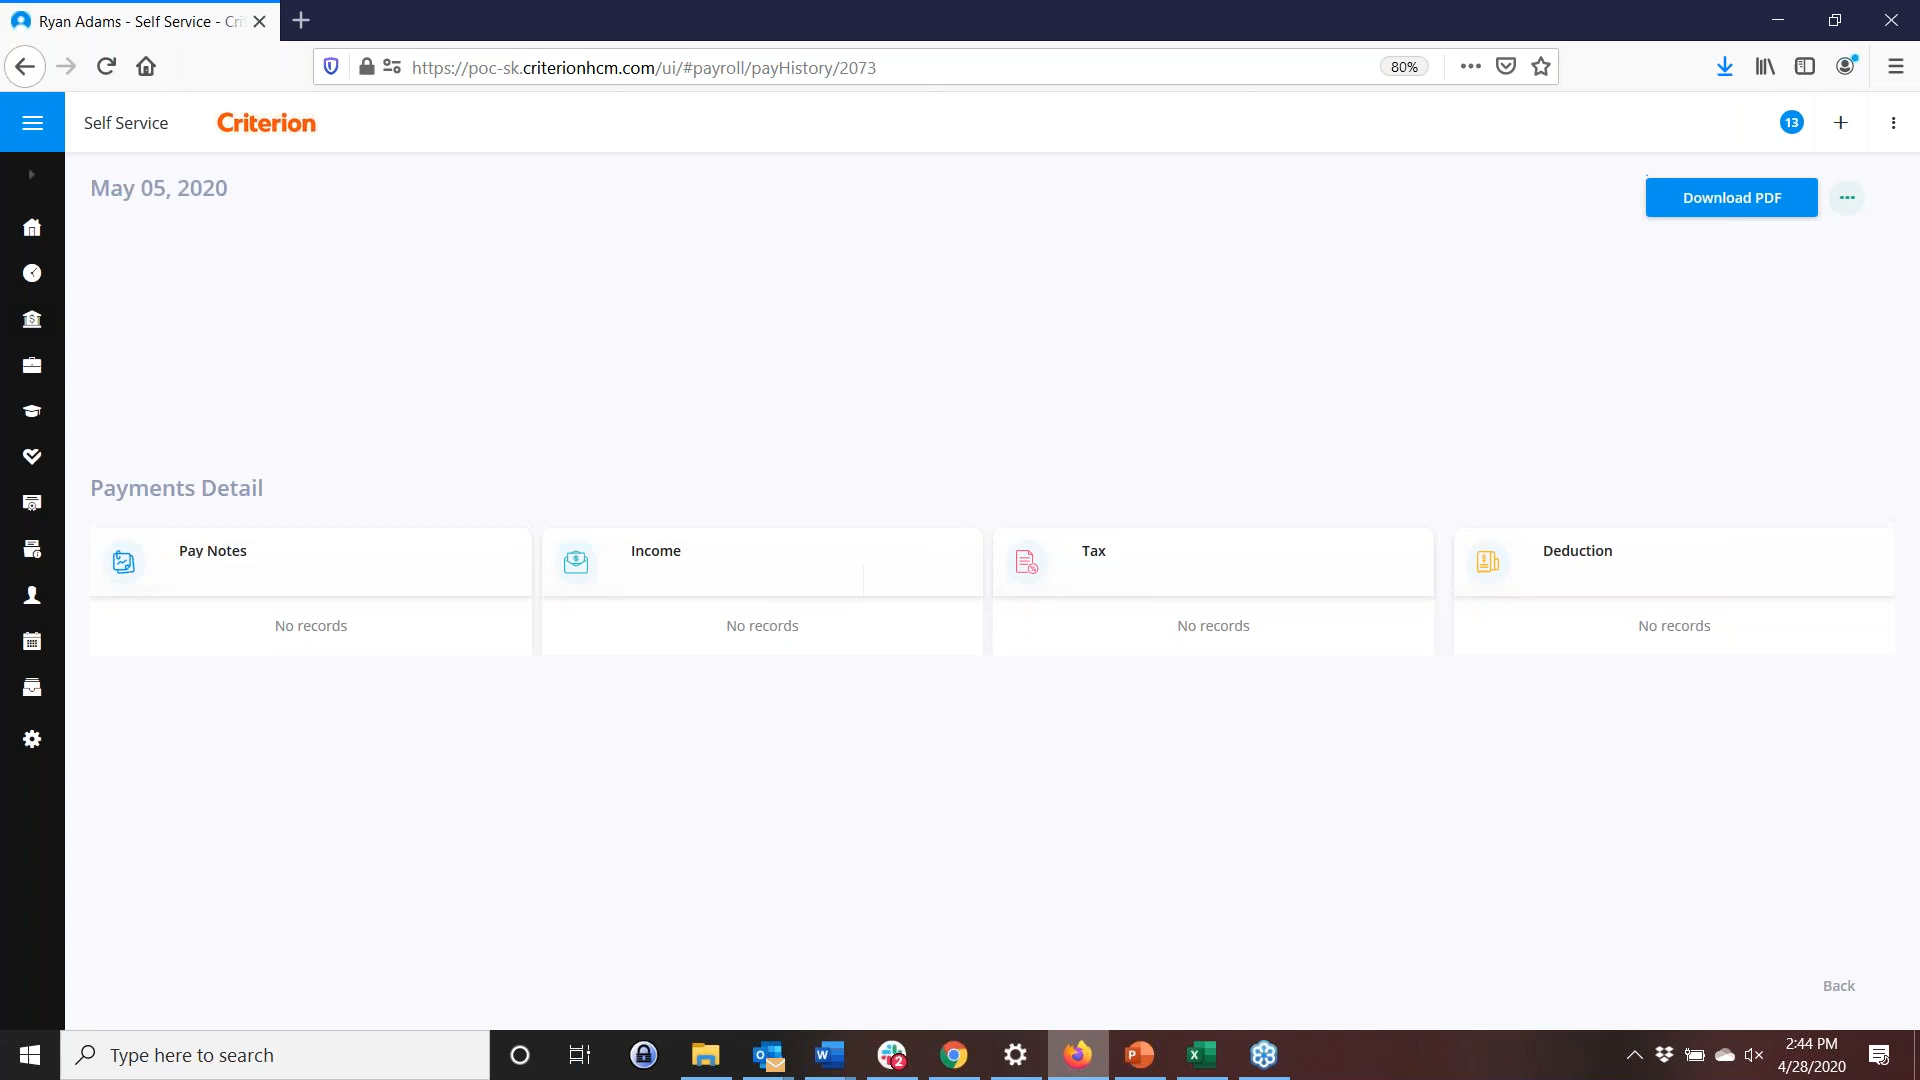 Ryan Adams - Self Service - Cri
https://poc-sk.criterionhcm.com/ui/#payroll/payHistory/2073
80%
Self Service
Criterion
13
May 05, 2020
Download PDF
Payments Detail
Pay Notes
Income
Tax
Deduction
No records
No records
No records
No records
Back
Type here to search
2
2:44 PM
4/28/2020